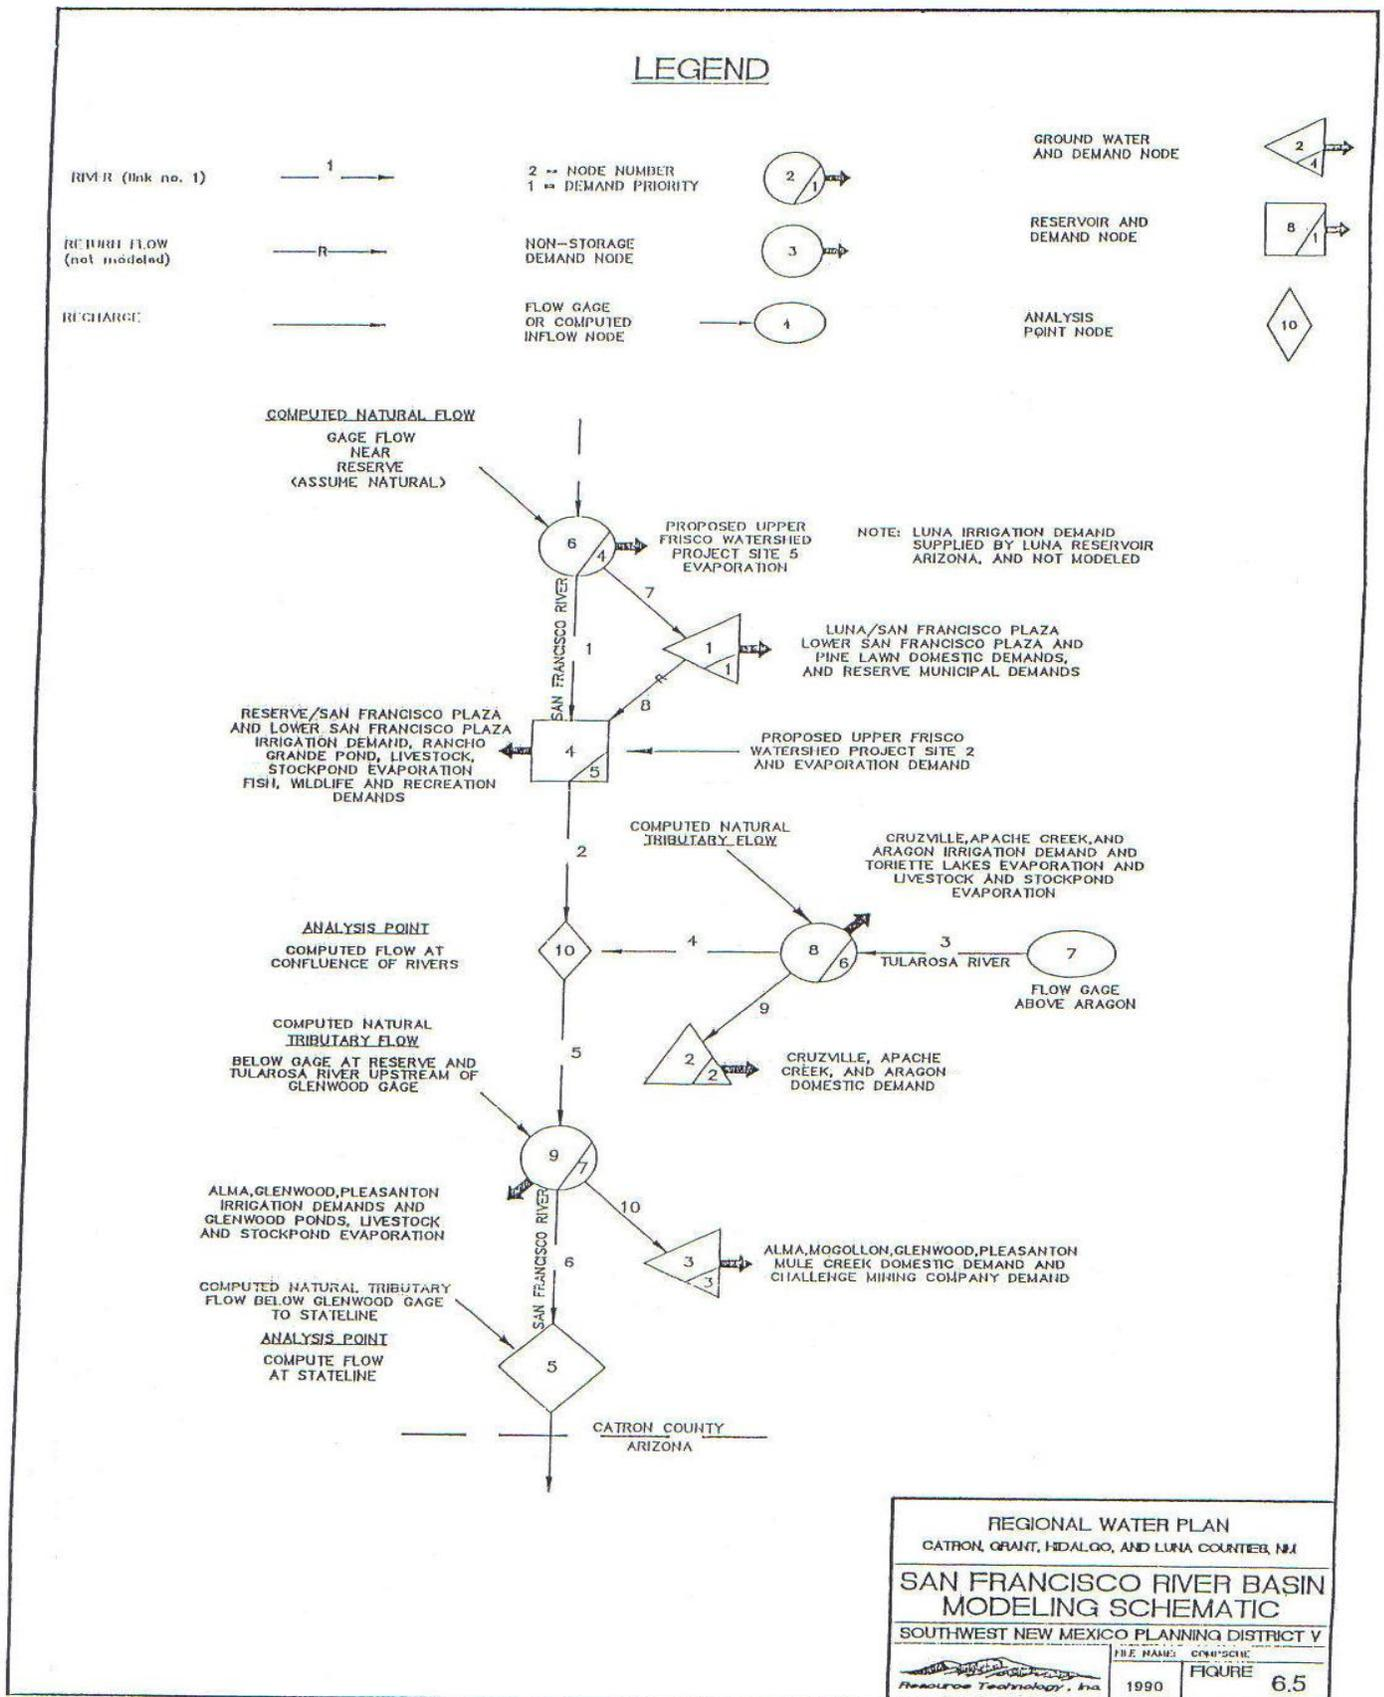 LEGEND
RIVER (link no. 1)
1
2 = NODE NUMBER
1 = DEMAND PRIORITY
2
1
GROUND WATER
AND DEMAND NODE
2
4
RETURN FLOW
(not modeled)
R
NON-STORAGE
DEMAND NODE
3
RESERVOIR AND
DEMAND NODE
8
1
RECHARGE
FLOW GAGE
OR COMPUTED
INFLOW NODE
4
ANALYSIS
POINT NODE
10
COMPUTED NATURAL FLOW
GAGE FLOW
NEAR
RESERVE
(ASSUME NATURAL)
6
4
PROPOSED UPPER
FRISCO WATERSHED
PROJECT SITE 5
EVAPORATION
NOTE: LUNA IRRIGATION DEMAND
SUPPLIED BY LUNA RESERVOIR
ARIZONA, AND NOT MODELED
SAN FRANCISCO RIVER
1
7
1
1
LUNA/SAN FRANCISCO PLAZA
LOWER SAN FRANCISCO PLAZA AND
PINE LAWN DOMESTIC DEMANDS,
AND RESERVE MUNICIPAL DEMANDS
R
8
RESERVE/SAN FRANCISCO PLAZA
AND LOWER SAN FRANCISCO PLAZA
IRRIGATION DEMAND, RANCHO
GRANDE POND, LIVESTOCK,
STOCKPOND EVAPORATION
FISH, WILDLIFE AND RECREATION
DEMANDS
4
5
PROPOSED UPPER FRISCO
WATERSHED PROJECT SITE 2
AND EVAPORATION DEMAND
2
COMPUTED NATURAL
TRIBUTARY FLOW
CRUZVILLE,APACHE CREEK,AND
ARAGON IRRIGATION DEMAND AND
TORIETTE LAKES EVAPORATION AND
LIVESTOCK AND STOCKPOND
EVAPORATION
ANALYSIS POINT
COMPUTED FLOW AT
CONFLUENCE OF RIVERS
10
4
8
6
3
TULAROSA RIVER
7
FLOW GAGE
ABOVE ARAGON
9
2
2
CRUZVILLE, APACHE
CREEK, AND ARAGON
DOMESTIC DEMAND
COMPUTED NATURAL
TRIBUTARY FLOW
BELOW GAGE AT RESERVE AND
TULAROSA RIVER UPSTREAM OF
GLENWOOD GAGE
5
9
7
ALMA,GLENWOOD,PLEASANTON
IRRIGATION DEMANDS AND
GLENWOOD PONDS, LIVESTOCK
AND STOCKPOND EVAPORATION
SAN FRANCISCO RIVER
6
10
3
3
ALMA,MOGOLLON,GLENWOOD,PLEASANTON
MULE CREEK DOMESTIC DEMAND AND
CHALLENGE MINING COMPANY DEMAND
COMPUTED NATURAL TRIBUTARY
FLOW BELOW GLENWOOD GAGE
TO STATELINE
ANALYSIS POINT
COMPUTE FLOW
AT STATELINE
5
CATRON COUNTY
ARIZONA
REGIONAL WATER PLAN
CATRON, GRANT, HIDALGO, AND LUNA COUNTIES, NM
SAN FRANCISCO RIVER BASIN
MODELING SCHEMATIC
SOUTHWEST NEW MEXICO PLANNING DISTRICT V
Resource Technology, Inc.
FILE NAME:
1990
FIGURE 6.5